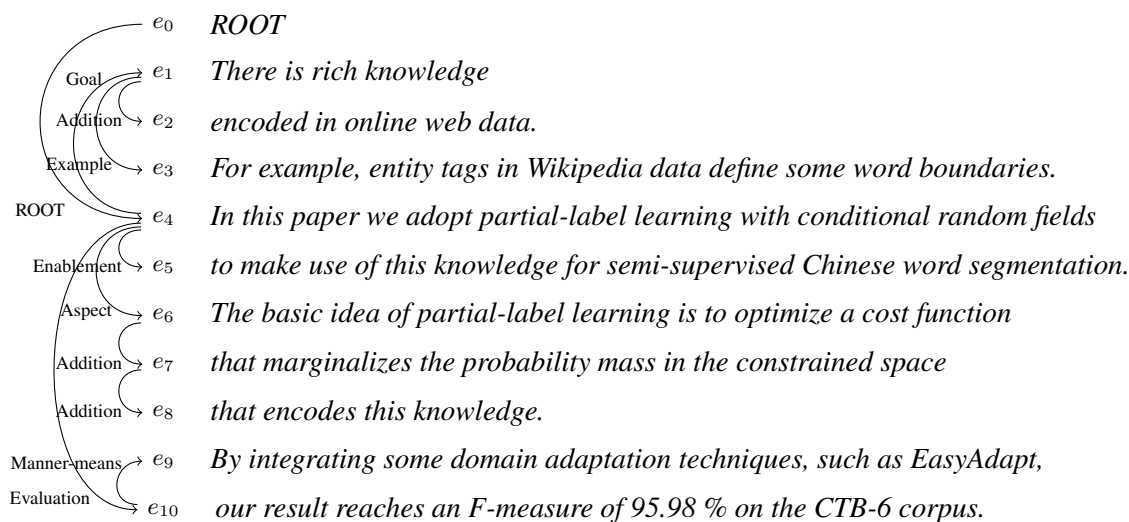 e0 ROOT
Goal e1 There is rich knowledge
Addition e2 encoded in online web data.
Example e3 For example, entity tags in Wikipedia data define some word boundaries.
ROOT e4 In this paper we adopt partial-label learning with conditional random fields
Enablement e5 to make use of this knowledge for semi-supervised Chinese word segmentation.
Aspect e6 The basic idea of partial-label learning is to optimize a cost function
Addition e7 that marginalizes the probability mass in the constrained space
Addition e8 that encodes this knowledge.
Manner-means e9 By integrating some domain adaptation techniques, such as EasyAdapt,
Evaluation e10 our result reaches an F-measure of 95.98 % on the CTB-6 corpus.